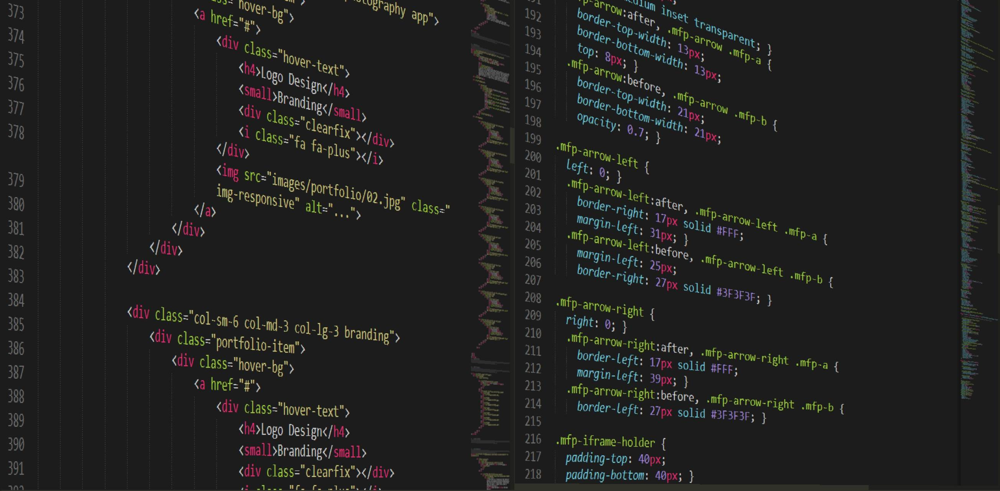 373
374
375
376
377
378
379
380
381
382
383
384
385
386
387
388
389
390
391
photography app">
hover-bg">
<a href="#">
<div class="hover-text">
<h4>Logo Design</h4>
<small>Branding</small>
<div class="clearfix"></div>
<i class="fa fa-plus"></i>
</div>
<img src="images/portfolio/02.jpg" class="
img-responsive" alt="...">
</a>
</div>
</div>
</div>
<div class="col-sm-6 col-md-3 col-lg-3 branding">
<div class="portfolio-item">
<div class="hover-bg">
<a href="#">
<div class="hover-text">
<h4>Logo Design</h4>
<small>Branding</small>
<div class="clearfix"></div>
<i class="fa fa-plus"></i>
192
193
194
195
196
197
198
199
200
201
202
203
204
205
206
207
208
209
210
211
212
213
214
215
216
217
218
inset transparent; }
.mfp-arrow:after, .mfp-arrow .mfp-a {
border-top-width: 13px;
border-bottom-width: 13px;
top: 8px; }
.mfp-arrow:before, .mfp-arrow .mfp-b {
border-top-width: 21px;
border-bottom-width: 21px;
opacity: 0.7; }
.mfp-arrow-left {
left: 0; }
.mfp-arrow-left:after, .mfp-arrow-left .mfp-a {
border-right: 17px solid #FFF;
margin-left: 31px; }
.mfp-arrow-left:before, .mfp-arrow-left .mfp-b {
margin-left: 25px;
border-right: 27px solid #3F3F3F; }
.mfp-arrow-right {
right: 0; }
.mfp-arrow-right:after, .mfp-arrow-right .mfp-a {
border-left: 17px solid #FFF;
margin-left: 39px; }
.mfp-arrow-right:before, .mfp-arrow-right .mfp-b {
border-left: 27px solid #3F3F3F; }
.mfp-iframe-holder {
padding-top: 40px;
padding-bottom: 40px; }